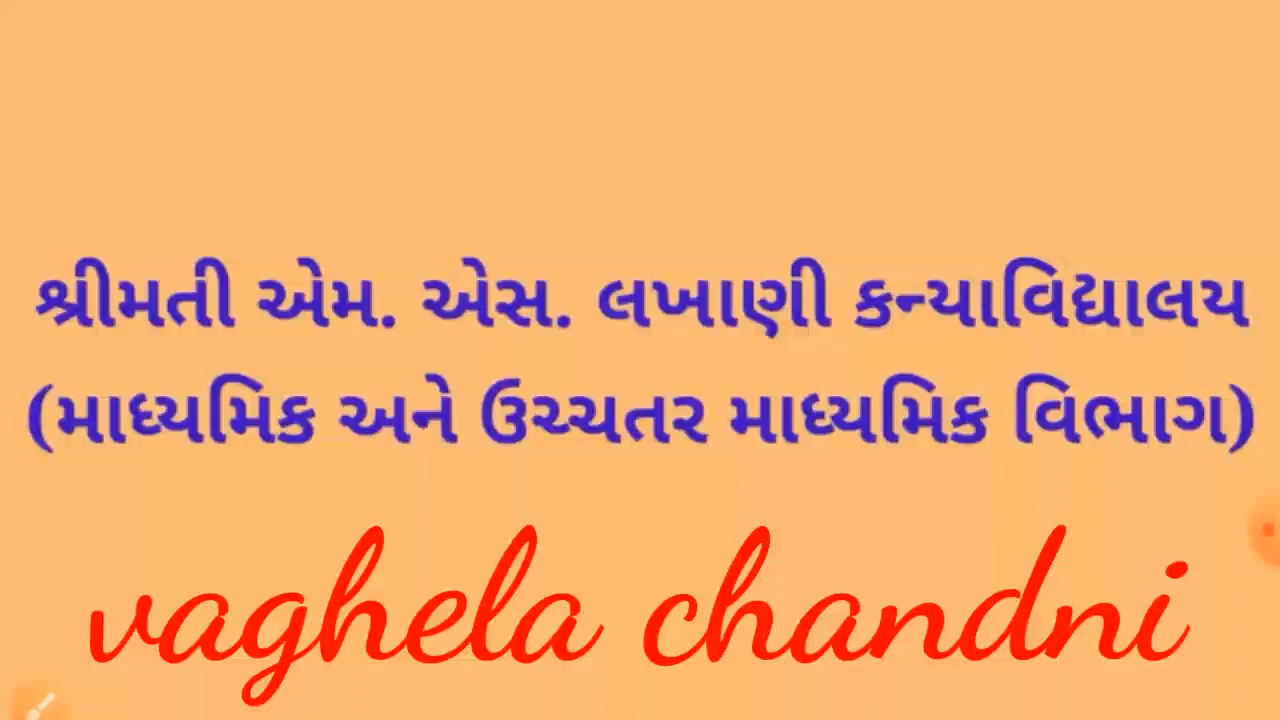 શ્રીમતી એમ. એસ. લખાણી કન્યાવિદ્યાલય
(માધ્યમિક અને ઉચ્ચતર માધ્યમિક વિભાગ)
vaghela chandni